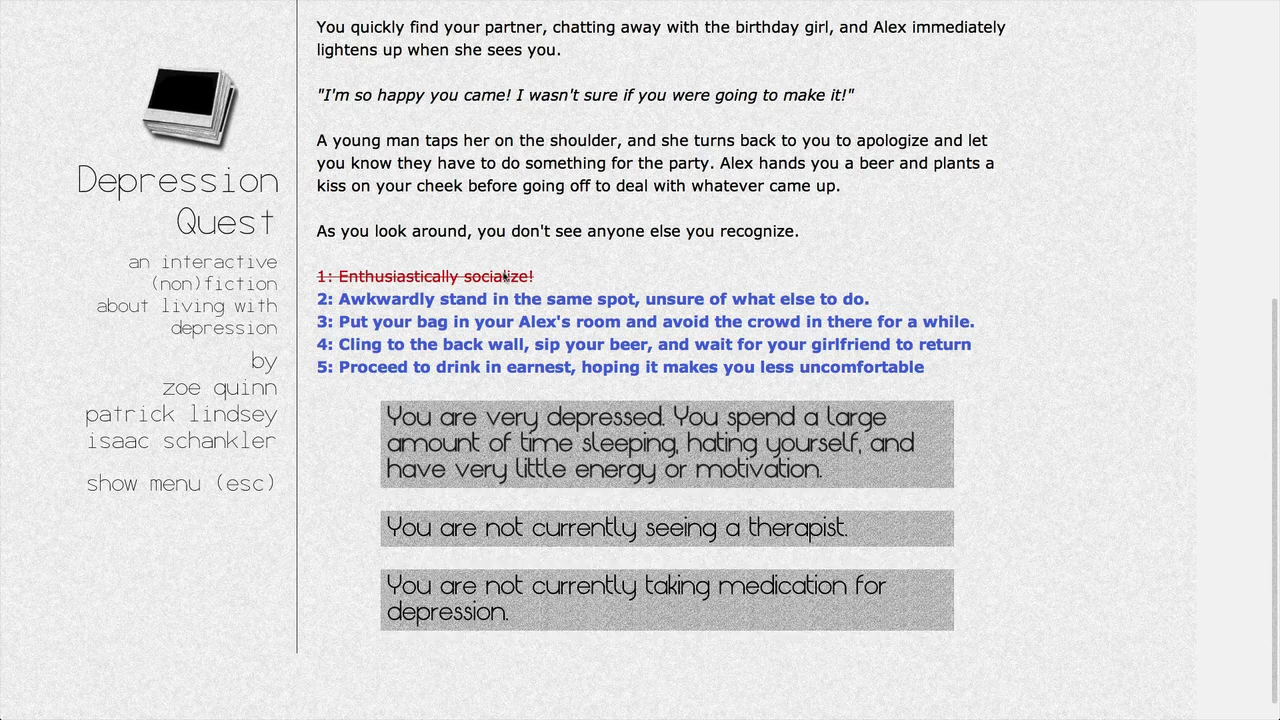 Depression
Quest
an interactive
(non)fiction
about living with
depression
by
zoe quinn
patrick lindsey
isaac schankler
show menu (esc)
You quickly find your partner, chatting away with the birthday girl, and Alex immediately
lightens up when she sees you.
"I'm so happy you came! I wasn't sure if you were going to make it!"
A young man taps her on the shoulder, and she turns back to you to apologize and let
you know they have to do something for the party. Alex hands you a beer and plants a
kiss on your cheek before going off to deal with whatever came up.
As you look around, you don't see anyone else you recognize.
1: Enthusiastically socialize!
2: Awkwardly stand in the same spot, unsure of what else to do.
3: Put your bag in your Alex's room and avoid the crowd in there for a while.
4: Cling to the back wall, sip your beer, and wait for your girlfriend to return
5: Proceed to drink in earnest, hoping it makes you less uncomfortable
You are very depressed. You spend a large
amount of time sleeping, hating yourself, and
have very little energy or motivation.
You are not currently seeing a therapist.
You are not currently taking medication for
depression.